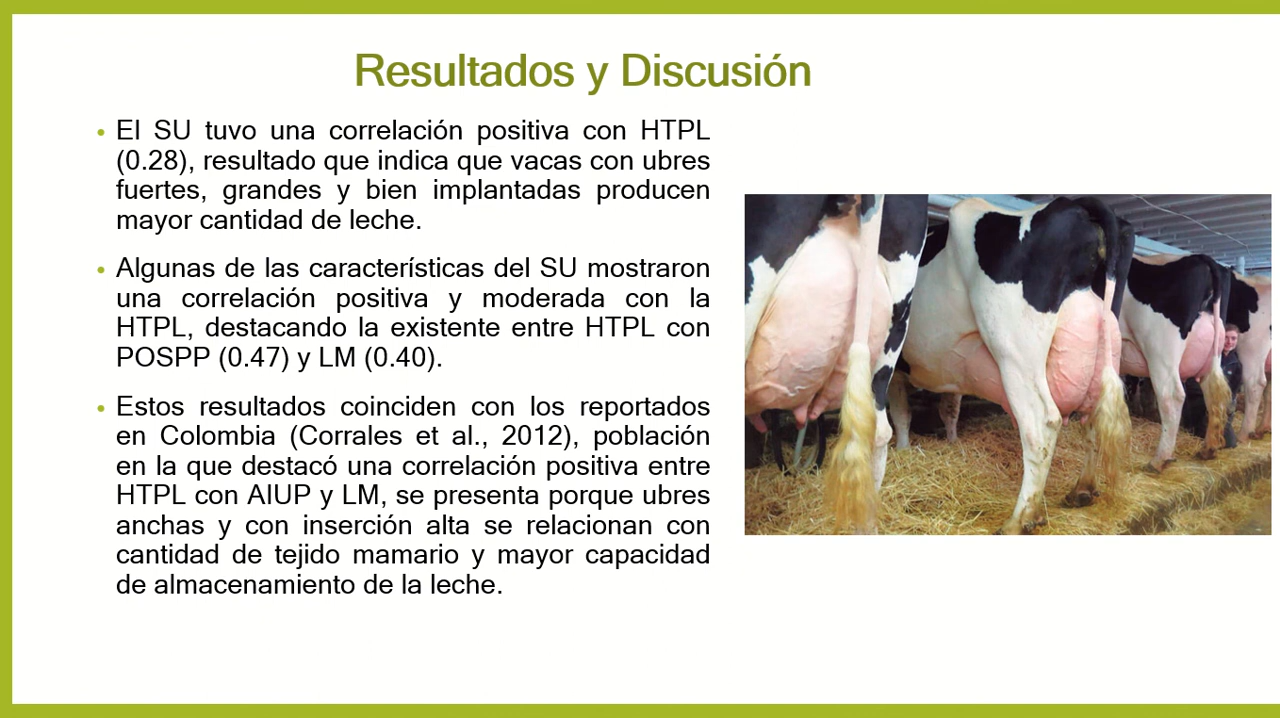 Resultados y Discusión
• El SU tuvo una correlación positiva con HTPL
(0.28), resultado que indica que vacas con ubres
fuertes, grandes y bien implantadas producen
mayor cantidad de leche.
• Algunas de las características del SU mostraron
una correlación positiva y moderada con la
HTPL, destacando la existente entre HTPL con
POSPP (0.47) y LM (0.40).
• Estos resultados coinciden con los reportados
en Colombia (Corrales et al., 2012), población
en la que destacó una correlación positiva entre
HTPL con AIUP y LM, se presenta porque ubres
anchas y con inserción alta se relacionan con
cantidad de tejido mamario y mayor capacidad
de almacenamiento de la leche.